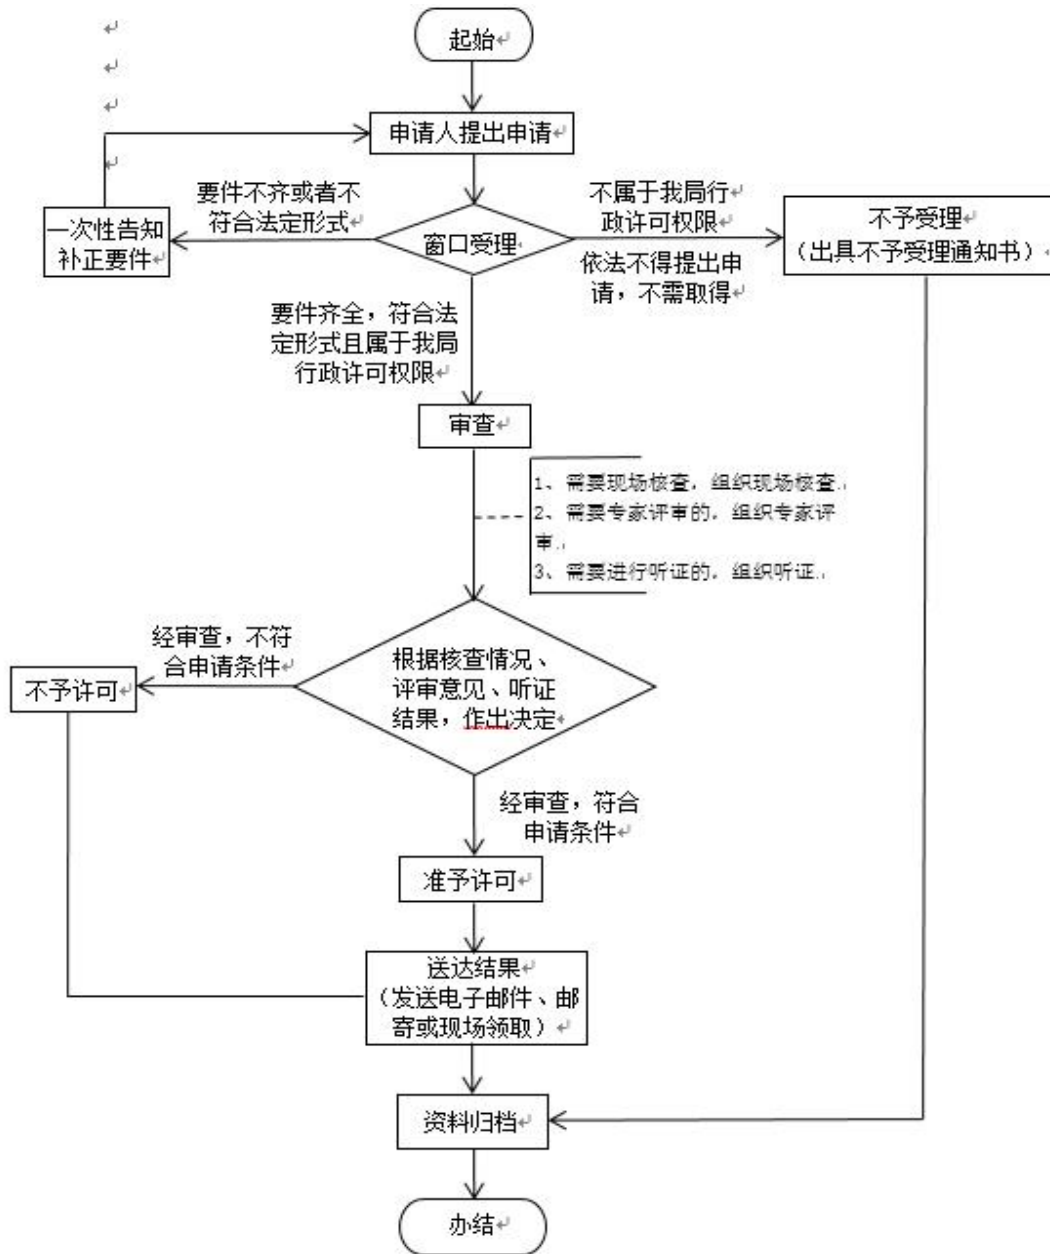 起始
申请人提出申请
要件不齐或者不
符合法定形式
不属于我局行
政许可权限
一次性告知
补正要件
窗口受理
依法不得提出申
请，不需取得
不予受理
（出具不予受理通知书）
要件齐全，符合法
定形式且属于我局
行政许可权限
审查
1、需要现场核查，组织现场核查.
2、需要专家评审的，组织专家评
审.
3、需要进行听证的，组织听证.
经审查，不符
合申请条件
不予许可
根据核查情况、
评审意见、听证
结果，作出决定
经审查，符合
申请条件
准予许可
送达结果
（发送电子邮件、邮
寄或现场领取）
资料归档
办结